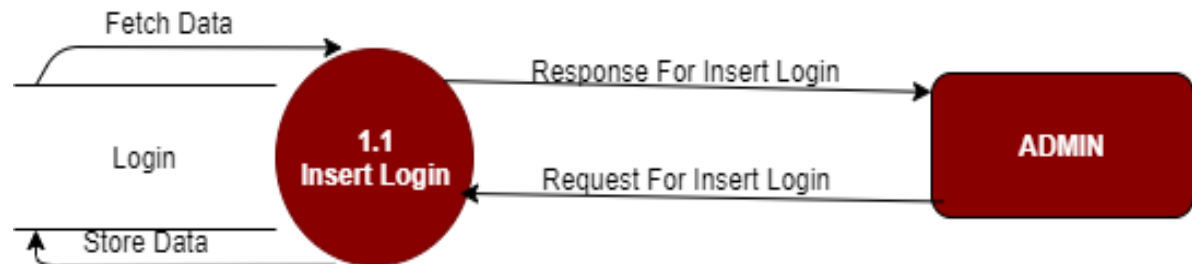 Fetch Data
Response For Insert Login
1.1
Insert Login
Login
ADMIN
Request For Insert Login
Store Data